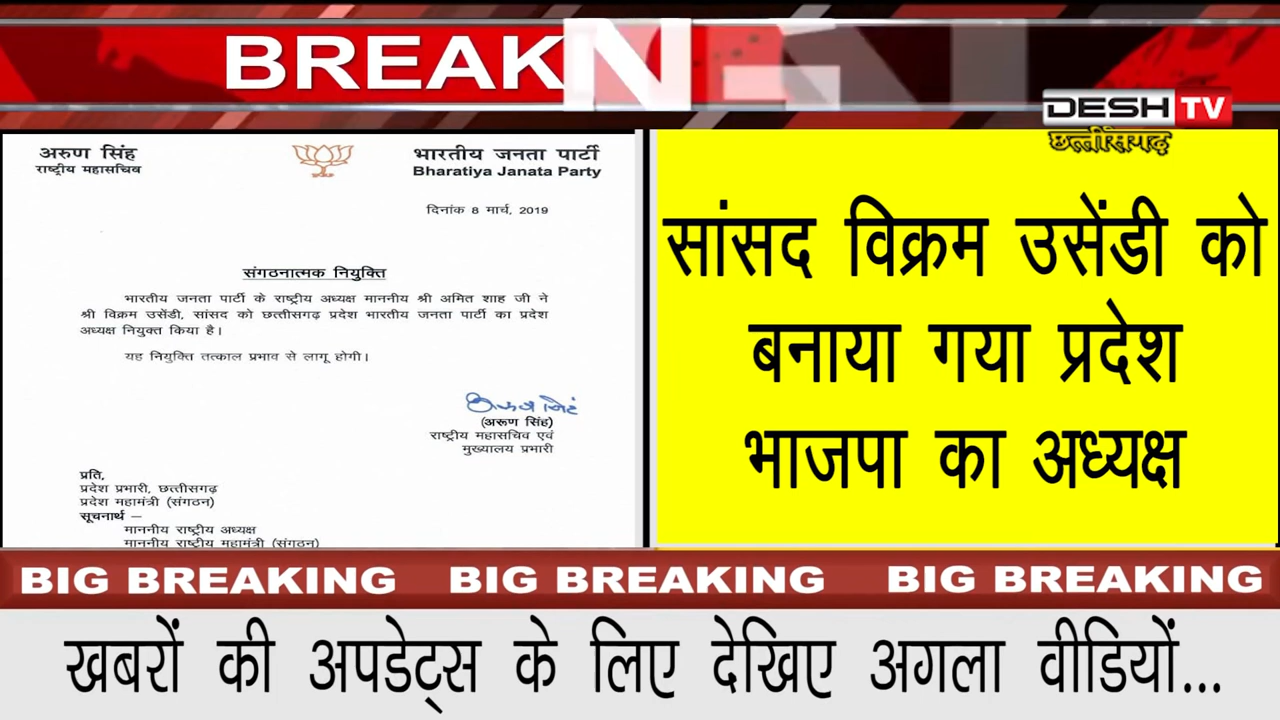 BREAK
DESH TV
छत्तीसगढ़
अरुण सिंह
राष्ट्रीय महासचिव
भारतीय जनता पार्टी
Bharatiya Janata Party
दिनांक 8 मार्च, 2019
संगठनात्मक नियुक्ति
भारतीय जनता पार्टी के राष्ट्रीय अध्यक्ष माननीय श्री अमित शाह जी ने
श्री विक्रम उसेंडी, सांसद को छत्तीसगढ़ प्रदेश भारतीय जनता पार्टी का प्रदेश
अध्यक्ष नियुक्त किया है।
यह नियुक्ति तत्काल प्रभाव से लागू होगी।
(अरूण सिंह)
राष्ट्रीय महासचिव एवं
मुख्यालय प्रभारी
प्रति,
प्रदेश प्रभारी, छत्तीसगढ़
प्रदेश महामंत्री (संगठन)
सूचनार्थ –
माननीय राष्ट्रीय अध्यक्ष
माननीय राष्ट्रीय महामंत्री (संगठन)
सांसद विक्रम उसेंडी को
बनाया गया प्रदेश
भाजपा का अध्यक्ष
BIG BREAKING BIG BREAKING BIG BREAKING
खबरों की अपडेट्स के लिए देखिए अगला वीडियों...